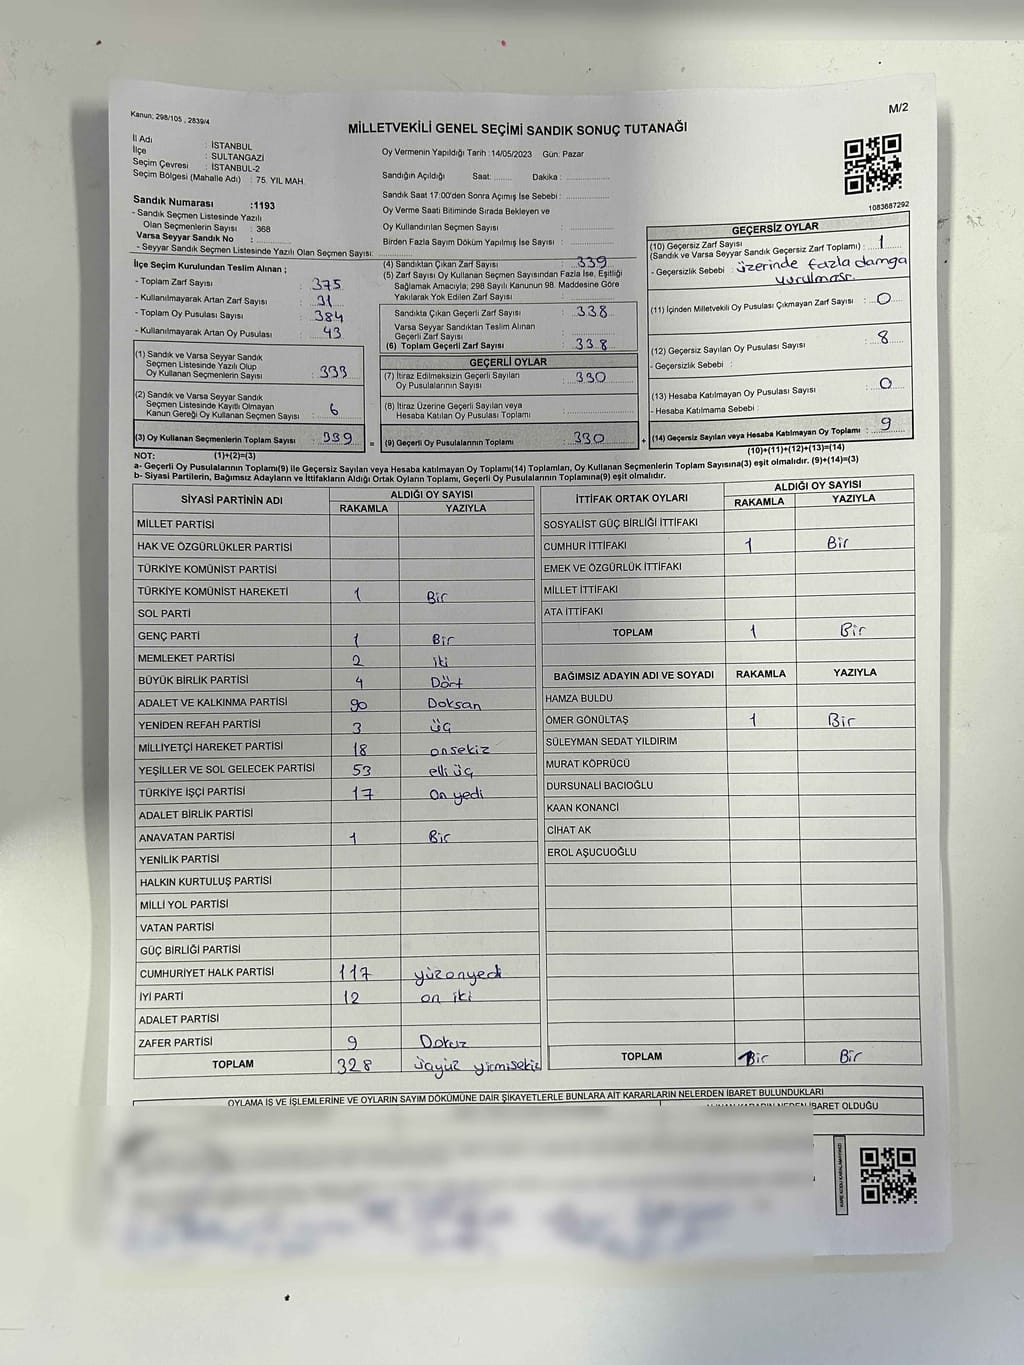 Kanun; 298/105 , 2839/4
M/2
MİLLETVEKİLİ GENEL SEÇİMİ SANDIK SONUÇ TUTANAĞI
İl Adı : İSTANBUL
İlçe : SULTANGAZİ
Seçim Çevresi : İSTANBUL-2
Seçim Bölgesi (Mahalle Adı) : 75. YIL MAH.
Sandık Numarası :1193
- Sandık Seçmen Listesinde Yazılı
Olan Seçmenlerin Sayısı : 368
Varsa Seyyar Sandık No :
- Seyyar Sandık Seçmen Listesinde Yazılı Olan Seçmen Sayısı:
Oy Vermenin Yapıldığı Tarih :14/05/2023 Gün: Pazar
Sandığın Açıldığı Saat: Dakika :
Sandık Saat 17:00'den Sonra Açımış İse Sebebi :
Oy Verme Saati Bitiminde Sırada Bekleyen ve
Oy Kullandırılan Seçmen Sayısı :
Birden Fazla Sayım Döküm Yapılmış İse Sayısı :
1083687292
İlçe Seçim Kurulundan Teslim Alınan ;
- Toplam Zarf Sayısı : 375
- Kullanılmayarak Artan Zarf Sayısı : 31
- Toplam Oy Pusulası Sayısı : 384
- Kullanılmayarak Artan Oy Pusulası : 43
(1) Sandık ve Varsa Seyyar Sandık
Seçmen Listesinde Yazılı Olup
Oy Kullanan Seçmenlerin Sayısı : 333
(2) Sandık ve Varsa Seyyar Sandık
Seçmen Listesinde Kayıtlı Olmayan
Kanun Gereği Oy Kullanan Seçmen Sayısı : 6
(3) Oy Kullanan Seçmenlerin Toplam Sayısı : 339
(4) Sandıktan Çıkan Zarf Sayısı : 339
(5) Zarf Sayısı Oy Kullanan Seçmen Sayısından Fazla İse, Eşitliği
Sağlamak Amacıyla; 298 Sayılı Kanunun 98. Maddesine Göre
Yakılarak Yok Edilen Zarf Sayısı :
Sandıkta Çıkan Geçerli Zarf Sayısı : 338
Varsa Seyyar Sandıktan Teslim Alınan
Geçerli Zarf Sayısı :
(6) Toplam Geçerli Zarf Sayısı : 338
GEÇERLİ OYLAR
(7) İtiraz Edilmeksizin Geçerli Sayılan
Oy Pusulalarının Sayısı : 330
(8) İtiraz Üzerine Geçerli Sayılan veya
Hesaba Katılan Oy Pusulası Toplamı :
= (9) Geçerli Oy Pusulalarının Toplamı : 330
GEÇERSİZ OYLAR
(10) Geçersiz Zarf Sayısı
(Sandık ve Varsa Seyyar Sandık Geçersiz Zarf Toplamı) : 1
- Geçersizlik Sebebi : üzerinde fazla damga
vurulması.
(11) İçinden Milletvekili Oy Pusulası Çıkmayan Zarf Sayısı : 0
(12) Geçersiz Sayılan Oy Pusulası Sayısı : 8
- Geçersizlik Sebebi :
(13) Hesaba Katılmayan Oy Pusulası Sayısı : 0
- Hesaba Katılmama Sebebi :
+ (14) Geçersiz Sayılan veya Hesaba Katılmayan Oy Toplamı : 9
NOT: (1)+(2)=(3)
(10)+(11)+(12)+(13)=(14)
a- Geçerli Oy Pusulalarının Toplamı(9) ile Geçersiz Sayılan veya Hesaba katılmayan Oy Toplamı(14) Toplamları, Oy Kullanan Seçmenlerin Toplam Sayısına(3) eşit olmalıdır. (9)+(14)=(3)
b- Siyasi Partilerin, Bağımsız Adayların ve İttifakların Aldığı Ortak Oyların Toplamı, Geçerli Oy Pusulalarının Toplamına(9) eşit olmalıdır.
SİYASİ PARTİNİN ADI ALDIĞI OY SAYISI
RAKAMLA YAZIYLA
MİLLET PARTİSİ
HAK VE ÖZGÜRLÜKLER PARTİSİ
TÜRKİYE KOMÜNİST PARTİSİ
TÜRKİYE KOMÜNİST HAREKETİ 1 Bir
SOL PARTİ
GENÇ PARTİ 1 Bir
MEMLEKET PARTİSİ 2 iki
BÜYÜK BİRLİK PARTİSİ 4 Dört
ADALET VE KALKINMA PARTİSİ 90 Doksan
YENİDEN REFAH PARTİSİ 3 üç
MİLLİYETÇİ HAREKET PARTİSİ 18 onsekiz
YEŞİLLER VE SOL GELECEK PARTİSİ 53 elli üç
TÜRKİYE İŞÇİ PARTİSİ 17 on yedi
ADALET BİRLİK PARTİSİ
ANAVATAN PARTİSİ 1 Bir
YENİLİK PARTİSİ
HALKIN KURTULUŞ PARTİSİ
MİLLİ YOL PARTİSİ
VATAN PARTİSİ
GÜÇ BİRLİĞİ PARTİSİ
CUMHURİYET HALK PARTİSİ 117 yüzonyedi
İYİ PARTİ 12 on iki
ADALET PARTİSİ
ZAFER PARTİSİ 9 Dokuz
TOPLAM 328 üçyüz yirmisekiz
İTTİFAK ORTAK OYLARI ALDIĞI OY SAYISI
RAKAMLA YAZIYLA
SOSYALİST GÜÇ BİRLİĞİ İTTİFAKI
CUMHUR İTTİFAKI 1 Bir
EMEK VE ÖZGÜRLÜK İTTİFAKI
MİLLET İTTİFAKI
ATA İTTİFAKI
TOPLAM 1 Bir
BAĞIMSIZ ADAYIN ADI VE SOYADI RAKAMLA YAZIYLA
HAMZA BULDU
ÖMER GÖNÜLTAŞ 1 Bir
SÜLEYMAN SEDAT YILDIRIM
MURAT KÖPRÜCÜ
DURSUNALİ BACIOĞLU
KAAN KONANCİ
CİHAT AK
EROL AŞUCUOĞLU
TOPLAM Bir Bir
OYLAMA İŞ VE İŞLEMLERİNE VE OYLARIN SAYIM DÖKÜMÜNE DAİR ŞİKAYETLERLE BUNLARA AİT KARARLARIN NELERDEN İBARET BULUNDUKLARI
İBARET OLDUĞU